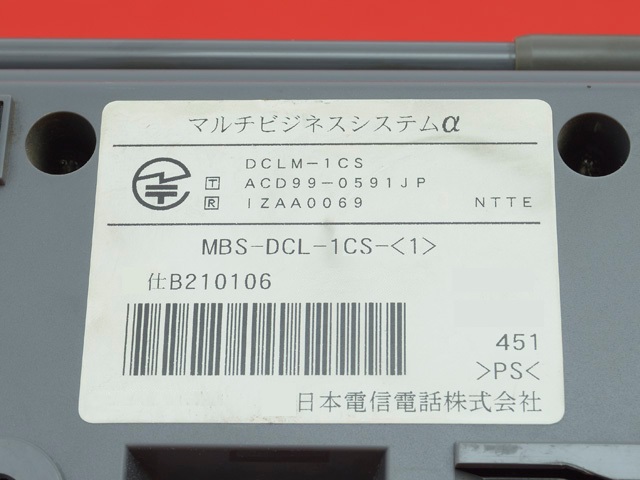 マルチビジネスシステムα
DCLM-1CS
T ACD99-0591JP
R IZAA0069 NTTE
MBS-DCL-1CS-<1>
仕B210106
451
>PS<
日本電信電話株式会社